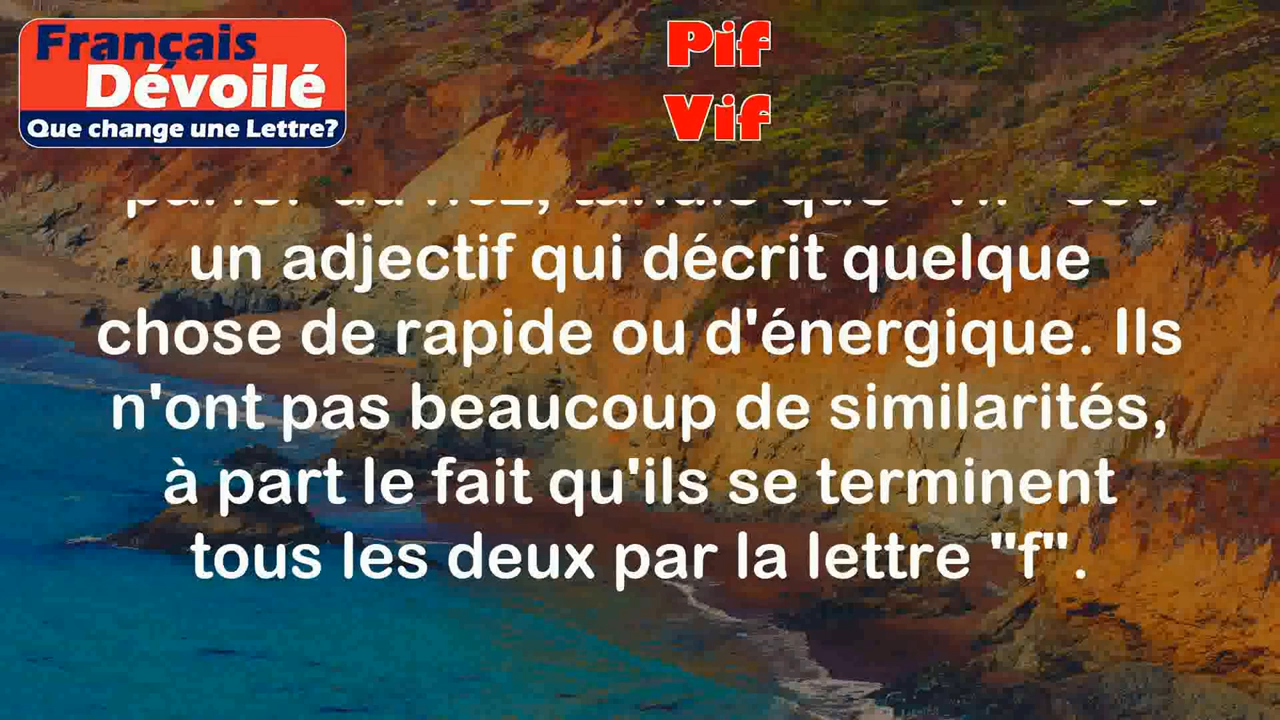 Français
Dévoilé
Que change une Lettre?
Pif
Vif
un adjectif qui décrit quelque
chose de rapide ou d'énergique. Ils
n'ont pas beaucoup de similarités,
à part le fait qu'ils se terminent
tous les deux par la lettre "f".